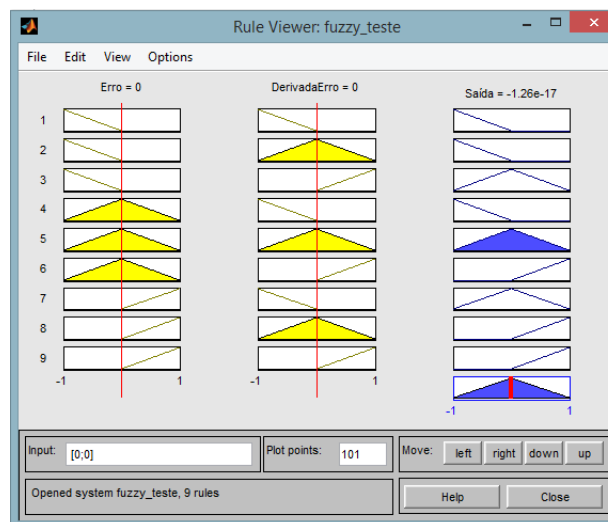 Rule Viewer: fuzzy_teste
File Edit View Options
Erro = 0
DerivadaErro = 0
Saída = -1.26e-17
1
2
3
4
5
6
7
8
9
-1 1
-1 1
-1 1
Input: [0;0]
Plot points: 101
Move: left right down up
Opened system fuzzy_teste, 9 rules
Help Close